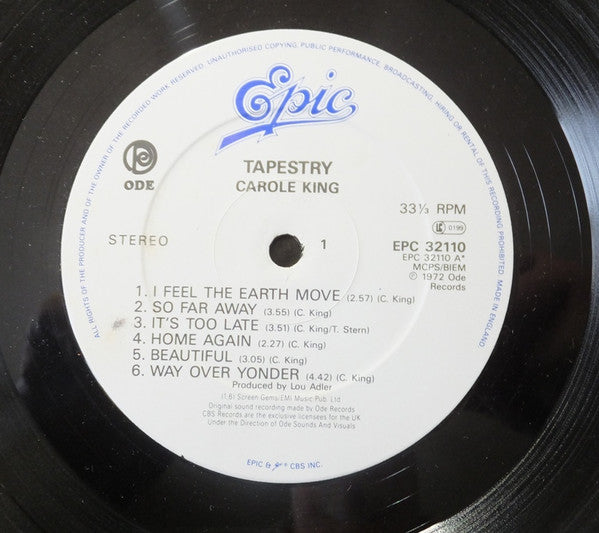 ALL RIGHTS OF THE PRODUCER AND OF THE OWNER OF THE RECORDED WORK RESERVED. UNAUTHORISED COPYING, PUBLIC PERFORMANCE, BROADCASTING, HIRING OR RENTAL OF THIS RECORDING PROHIBITED. MADE IN ENGLAND.
Epic
ODE
TAPESTRY
CAROLE KING
33⅓ RPM
LC 0199
STEREO
1
EPC 32110
EPC 32110 A*
MCPS/BIEM
℗ 1972 Ode
Records
1. I FEEL THE EARTH MOVE (2.57) (C. King)
2. SO FAR AWAY (3.55) (C. King)
3. IT'S TOO LATE (3.51) (C. King/T. Stern)
4. HOME AGAIN (2.27) (C. King)
5. BEAUTIFUL (3.05) (C. King)
6. WAY OVER YONDER (4.42) (C. King)
Produced by Lou Adler
(1.6) Screen Gems/EMI Music Pub. Ltd
Original sound recording made by Ode Records
CBS Records are the exclusive licensees for the UK
Under the Direction of Ode Sounds And Visuals
EPIC & CBS INC.